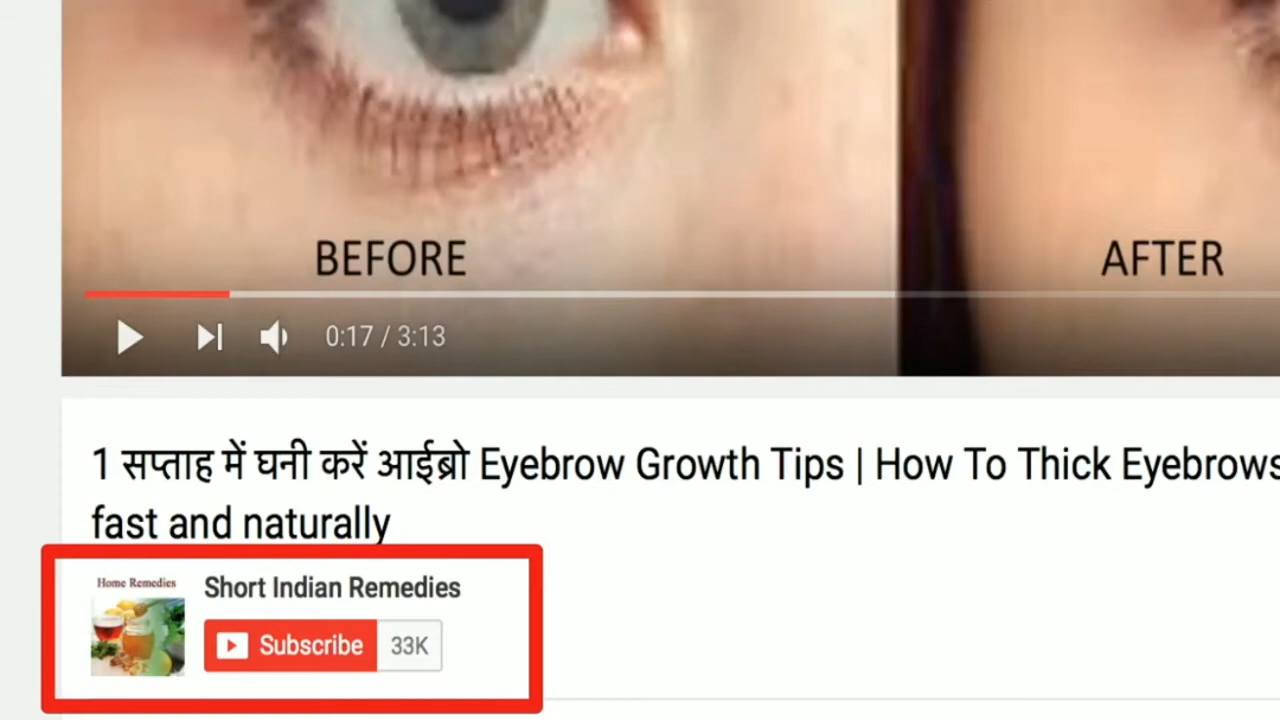 BEFORE
AFTER
0:17 / 3:13
1 सप्ताह में घनी करें आईब्रो Eyebrow Growth Tips | How To Thick Eyebrows
fast and naturally
Home Remedies
Short Indian Remedies
Subscribe 33K